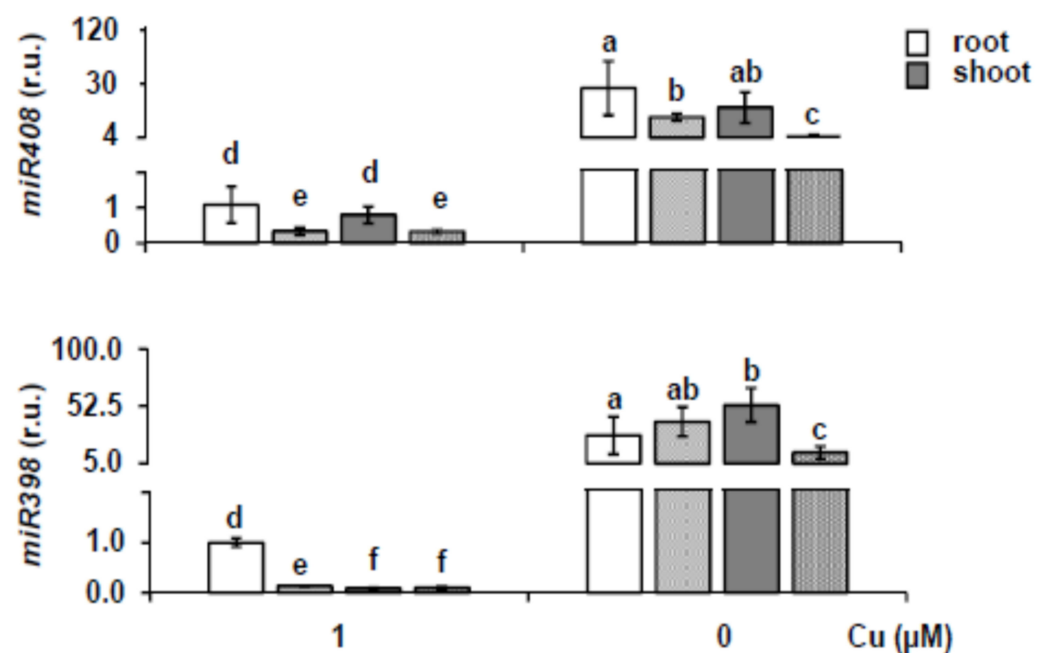 miR408 (r.u.)
120
30
4
1
0
d
e
d
e
a
b
ab
c
root
shoot
miR398 (r.u.)
100.0
52.5
5.0
1.0
0.0
d
e
f
f
a
ab
b
c
1
0
Cu (µM)